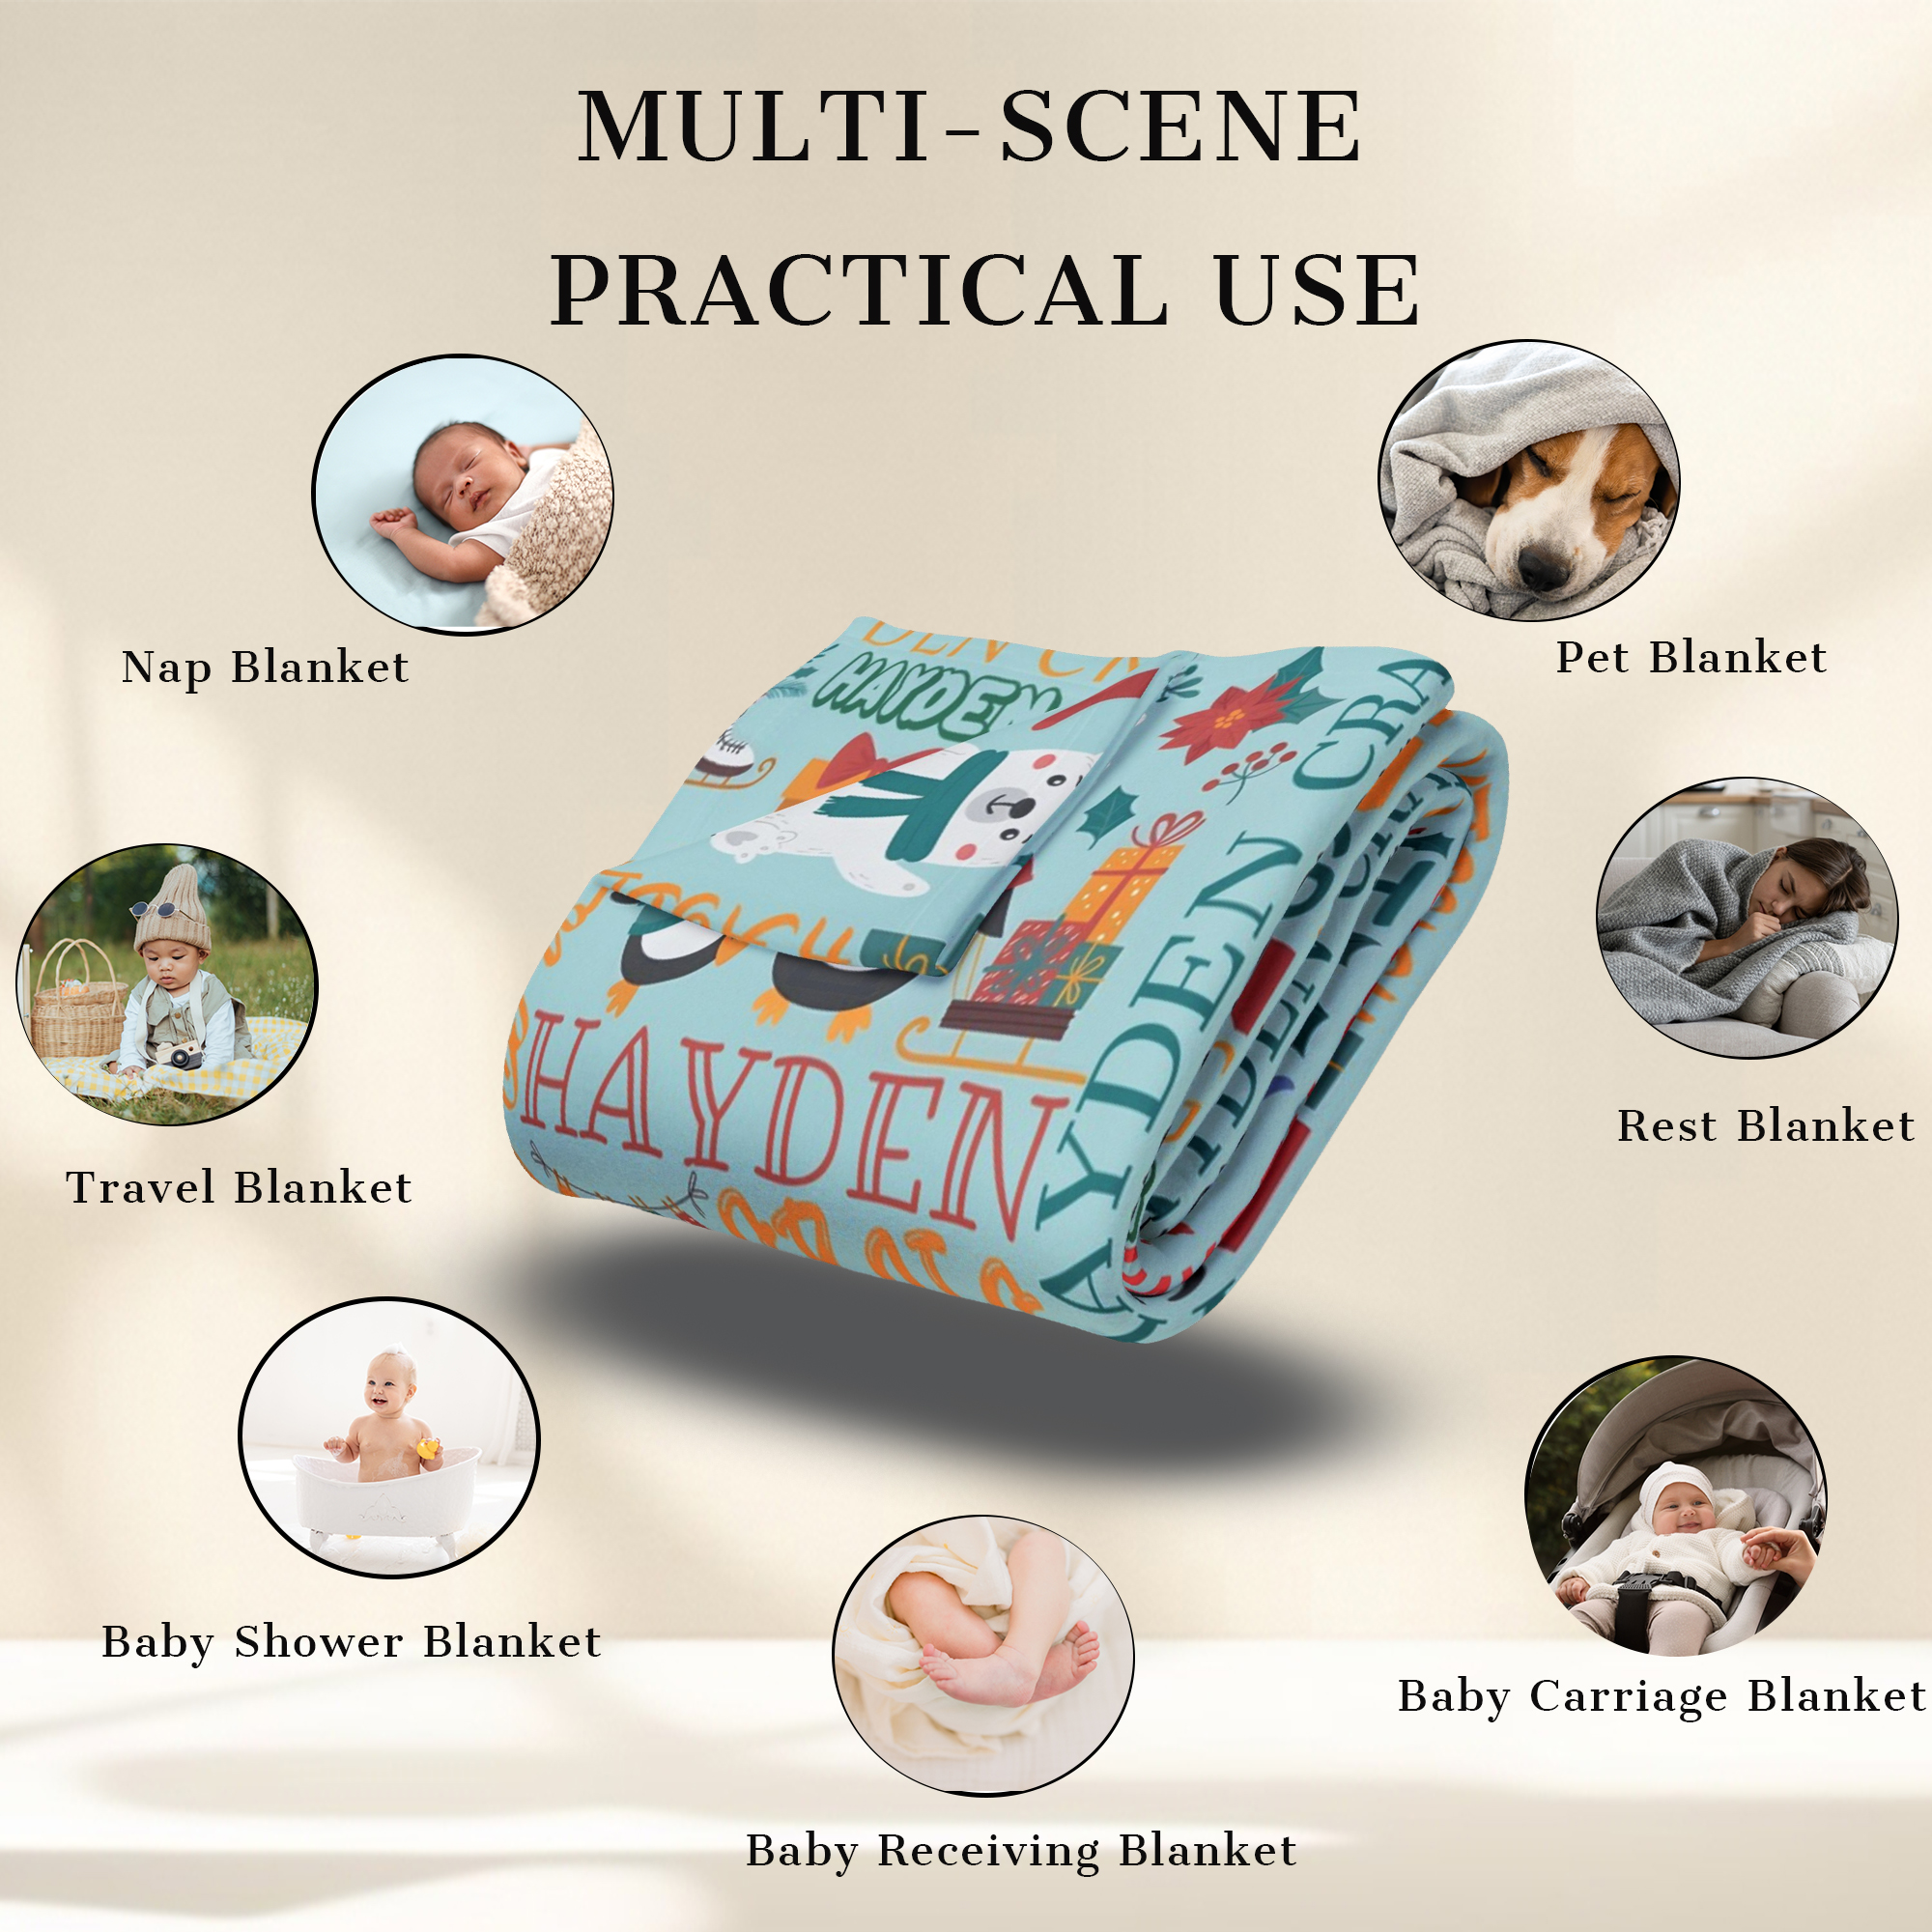 MULTI-SCENE
PRACTICAL USE
Nap Blanket
Pet Blanket
HAYDEN
CRA
HAYDEN
HAYDEN
Travel Blanket
Rest Blanket
Baby Shower Blanket
Baby Carriage Blanket
Baby Receiving Blanket